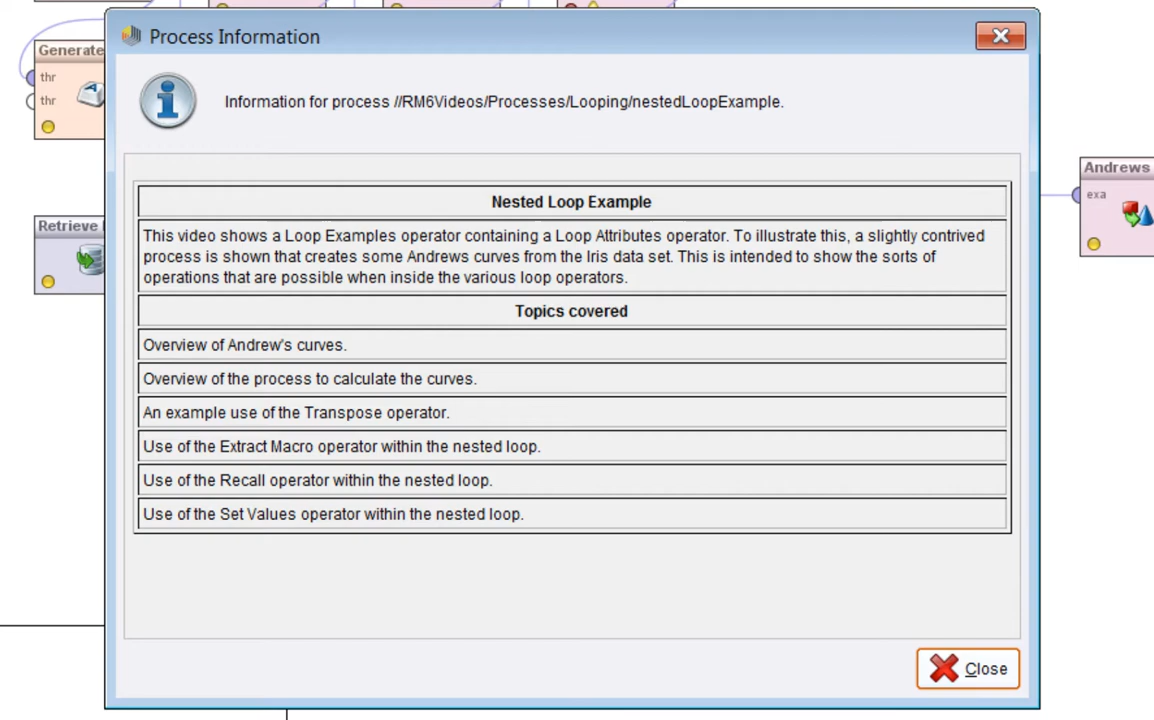 Process Information
Generate
thr
thr
Information for process //RM6Videos/Processes/Looping/nestedLoopExample.
Andrews
exa
Nested Loop Example
Retrieve
This video shows a Loop Examples operator containing a Loop Attributes operator. To illustrate this, a slightly contrived
process is shown that creates some Andrews curves from the Iris data set. This is intended to show the sorts of
operations that are possible when inside the various loop operators.
Topics covered
Overview of Andrew's curves.
Overview of the process to calculate the curves.
An example use of the Transpose operator.
Use of the Extract Macro operator within the nested loop.
Use of the Recall operator within the nested loop.
Use of the Set Values operator within the nested loop.
Close